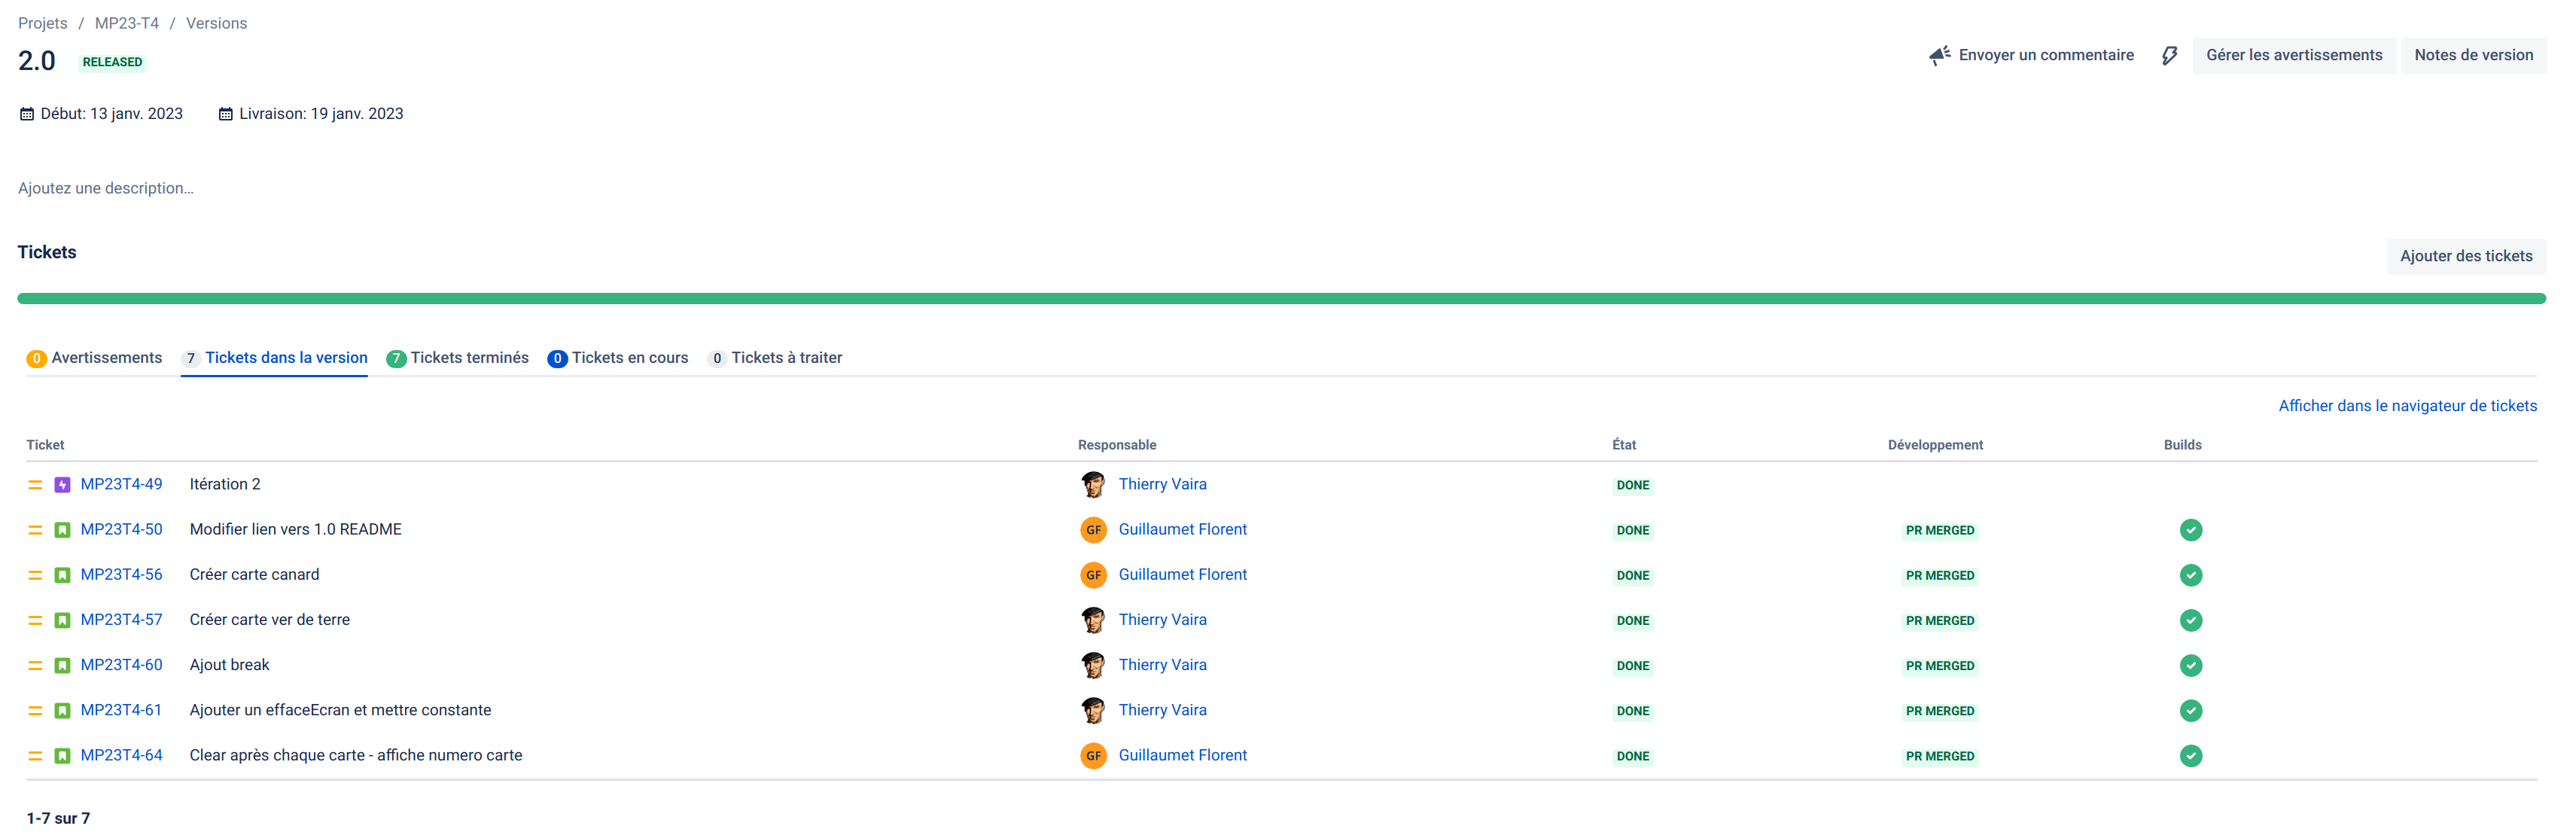 Projets / MP23-T4 / Versions
2.0 RELEASED
Envoyer un commentaire Gérer les avertissements Notes de version
Début: 13 janv. 2023 Livraison: 19 janv. 2023
Ajoutez une description...
Tickets
Ajouter des tickets
0 Avertissements 7 Tickets dans la version 7 Tickets terminés 0 Tickets en cours 0 Tickets à traiter
Afficher dans le navigateur de tickets
Ticket Responsable État Développement Builds
MP23T4-49 Itération 2 Thierry Vaira DONE
MP23T4-50 Modifier lien vers 1.0 README GF Guillaumet Florent DONE PR MERGED
MP23T4-56 Créer carte canard GF Guillaumet Florent DONE PR MERGED
MP23T4-57 Créer carte ver de terre Thierry Vaira DONE PR MERGED
MP23T4-60 Ajout break Thierry Vaira DONE PR MERGED
MP23T4-61 Ajouter un effaceEcran et mettre constante Thierry Vaira DONE PR MERGED
MP23T4-64 Clear après chaque carte - affiche numero carte GF Guillaumet Florent DONE PR MERGED
1-7 sur 7